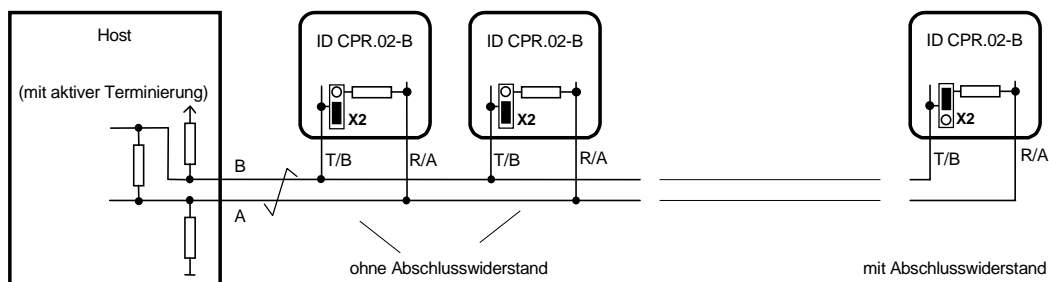 Host
(mit aktiver Terminierung)
ID CPR.02-B
ID CPR.02-B
ID CPR.02-B
X2
X2
X2
T/B
R/A
T/B
R/A
T/B
R/A
B
A
ohne Abschlusswiderstand
mit Abschlusswiderstand